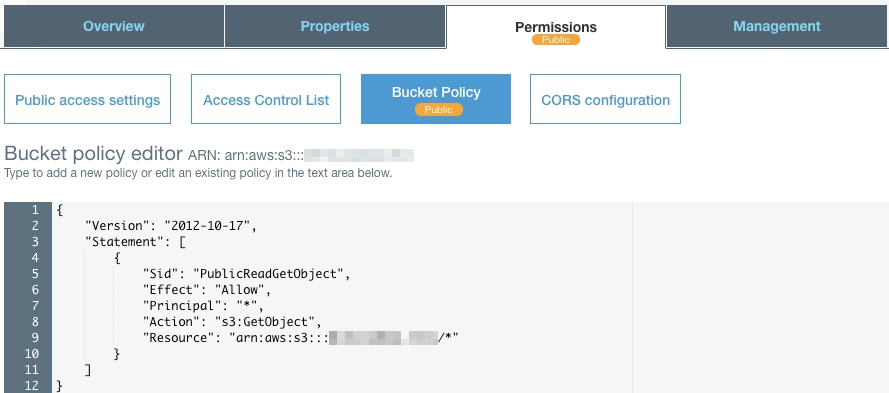 Overview Properties Permissions Management
Public
Public access settings Access Control List Bucket Policy CORS configuration
Public
Bucket policy editor ARN: arn:aws:s3:::
Type to add a new policy or edit an existing policy in the text area below.
1 {
2 "Version": "2012-10-17",
3 "Statement": [
4 {
5 "Sid": "PublicReadGetObject",
6 "Effect": "Allow",
7 "Principal": "*",
8 "Action": "s3:GetObject",
9 "Resource": "arn:aws:s3::: /*"
10 }
11 ]
12 }